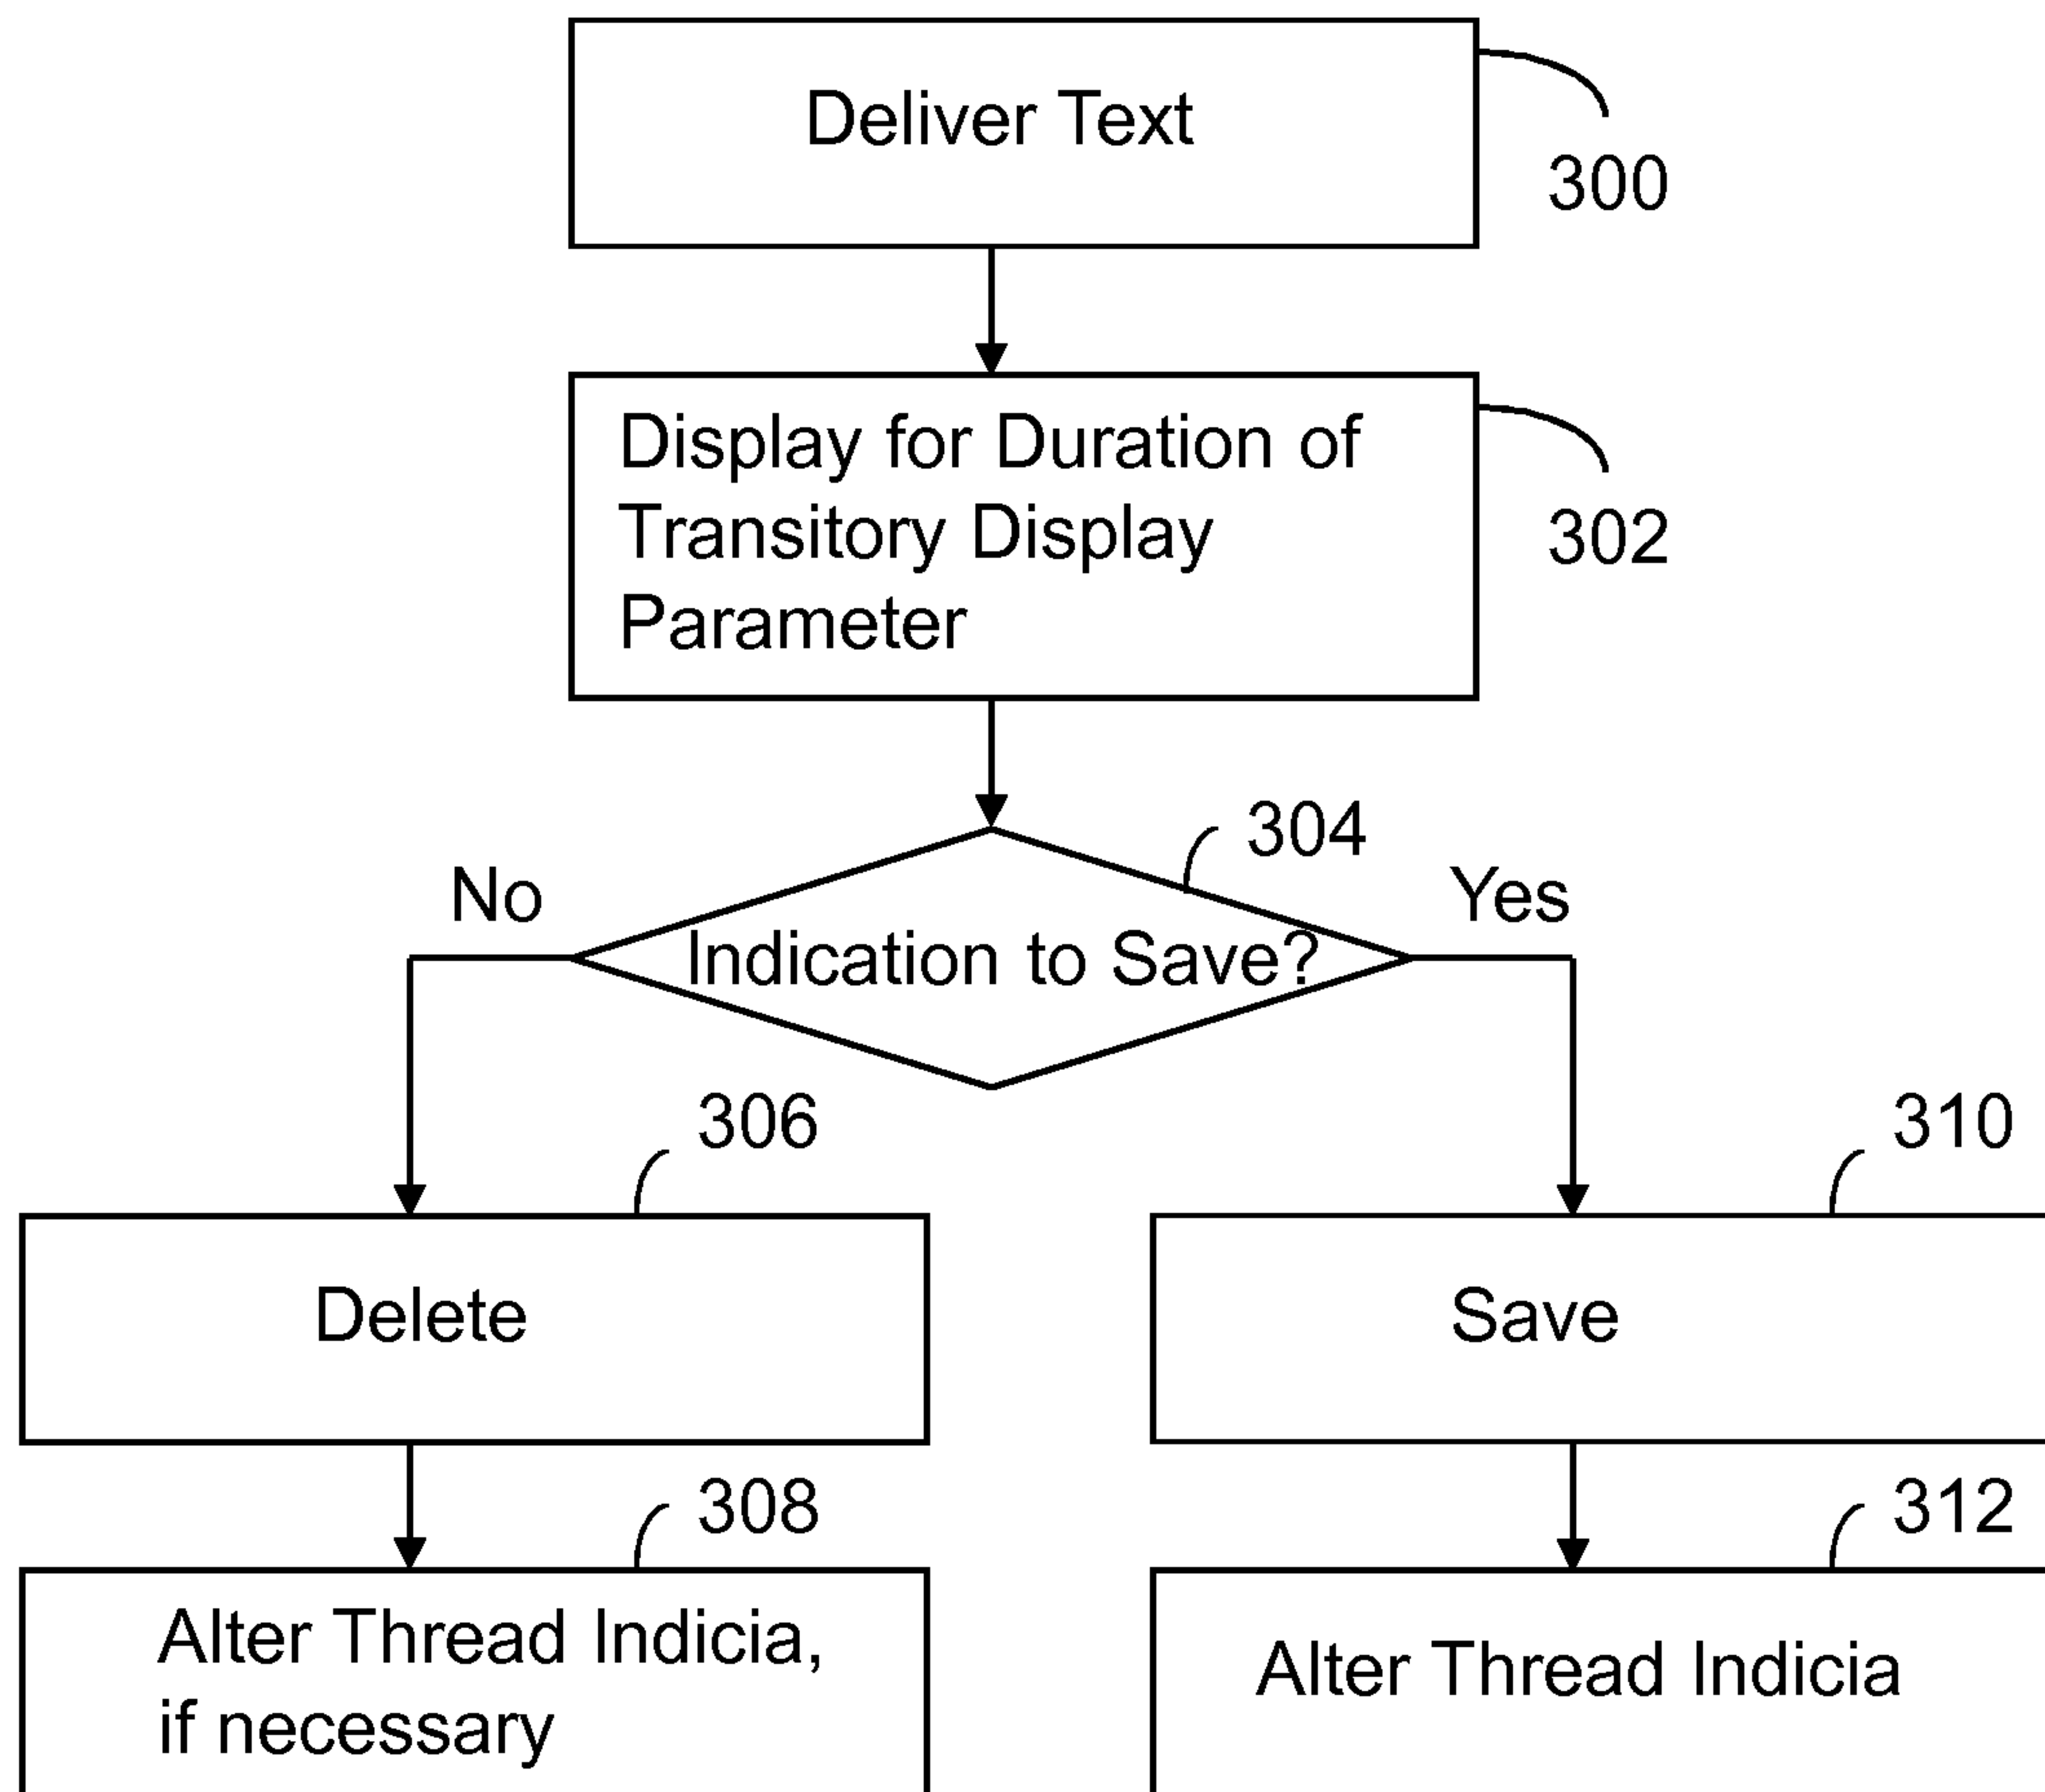 Deliver Text
300
Display for Duration of
Transitory Display
Parameter
302
304
No
Yes
Indication to Save?
306
310
Delete
Save
308
312
Alter Thread Indicia,
if necessary
Alter Thread Indicia